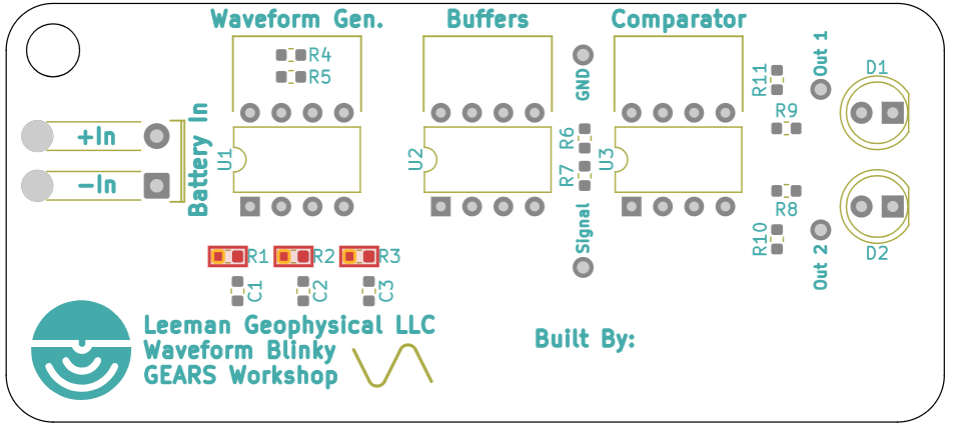 Waveform Gen.
Buffers
Comparator
R4
R5
GND
R11
Out 1
D1
+In
-In
Battery In
U1
U2
R6
R7
U3
R9
R8
Signal
R10
Out 2
D2
R1
R2
R3
C1
C2
C3
Leeman Geophysical LLC
Waveform Blinky
GEARS Workshop
Built By: